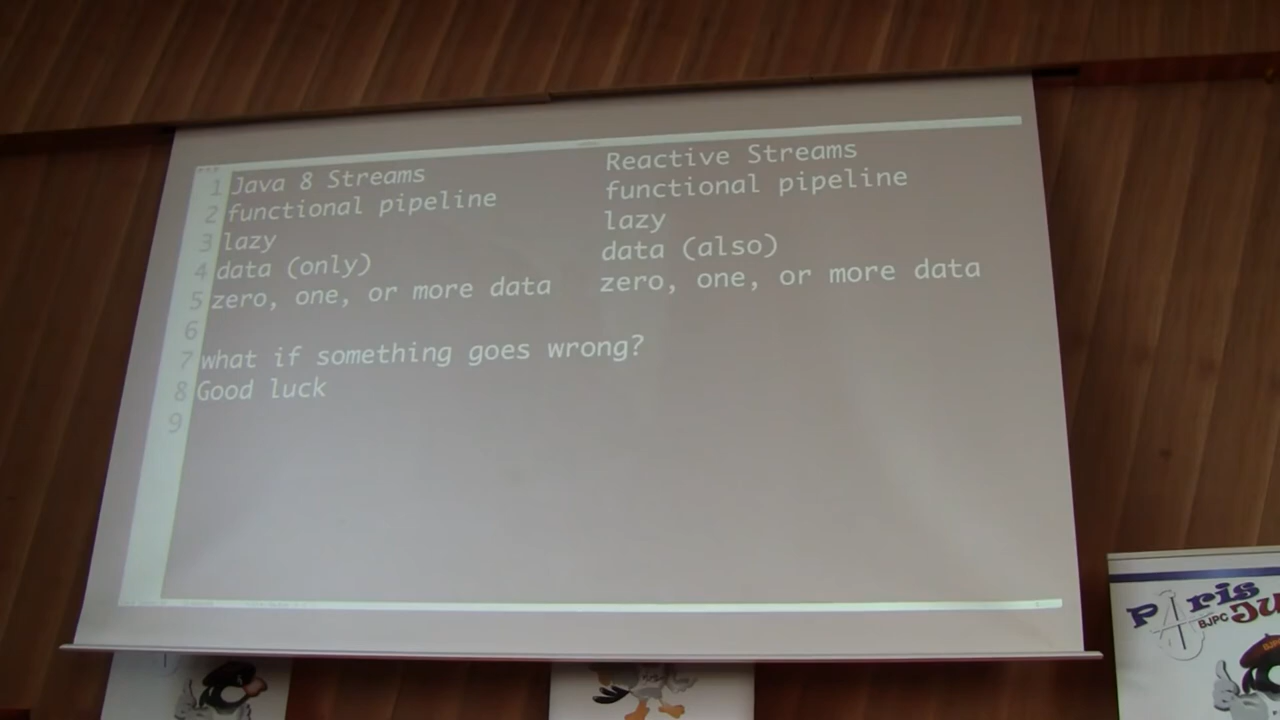 1 Java 8 Streams Reactive Streams
2 functional pipeline functional pipeline
3 lazy lazy
4 data (only) data (also)
5 zero, one, or more data zero, one, or more data
6
7 what if something goes wrong?
8 Good luck
9
Paris
BJPC